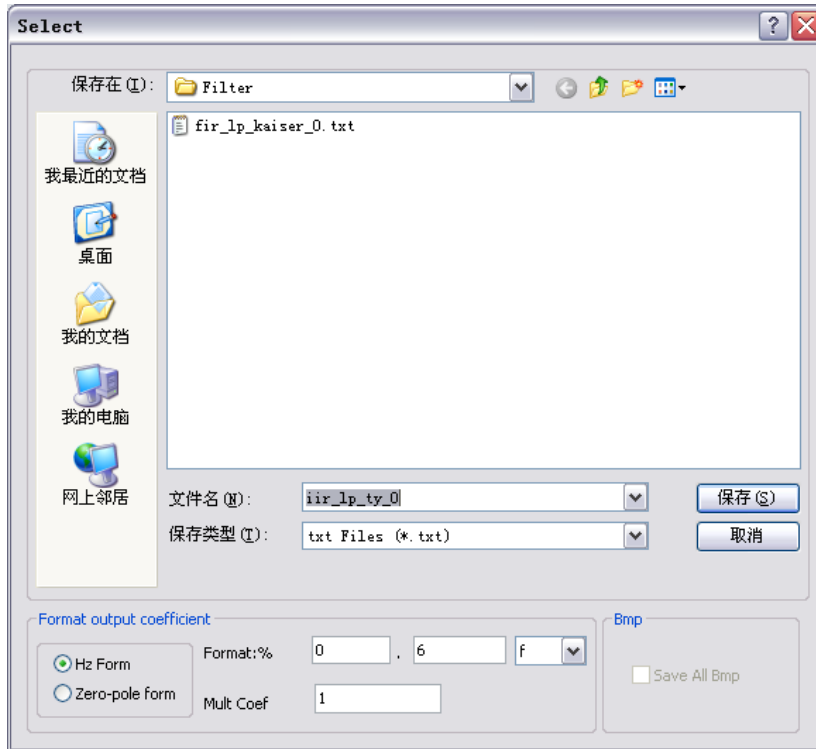 Select
保存在(I):
Filter
fir_lp_kaiser_0.txt
我最近的文档
桌面
我的文档
我的电脑
网上邻居
文件名(N):
iir_lp_ty_0
保存(S)
保存类型(T):
txt Files (*.txt)
取消
Format output coefficient
Hz Form
Zero-pole form
Format:%
0
.
6
f
Mult Coef
1
Bmp
Save All Bmp